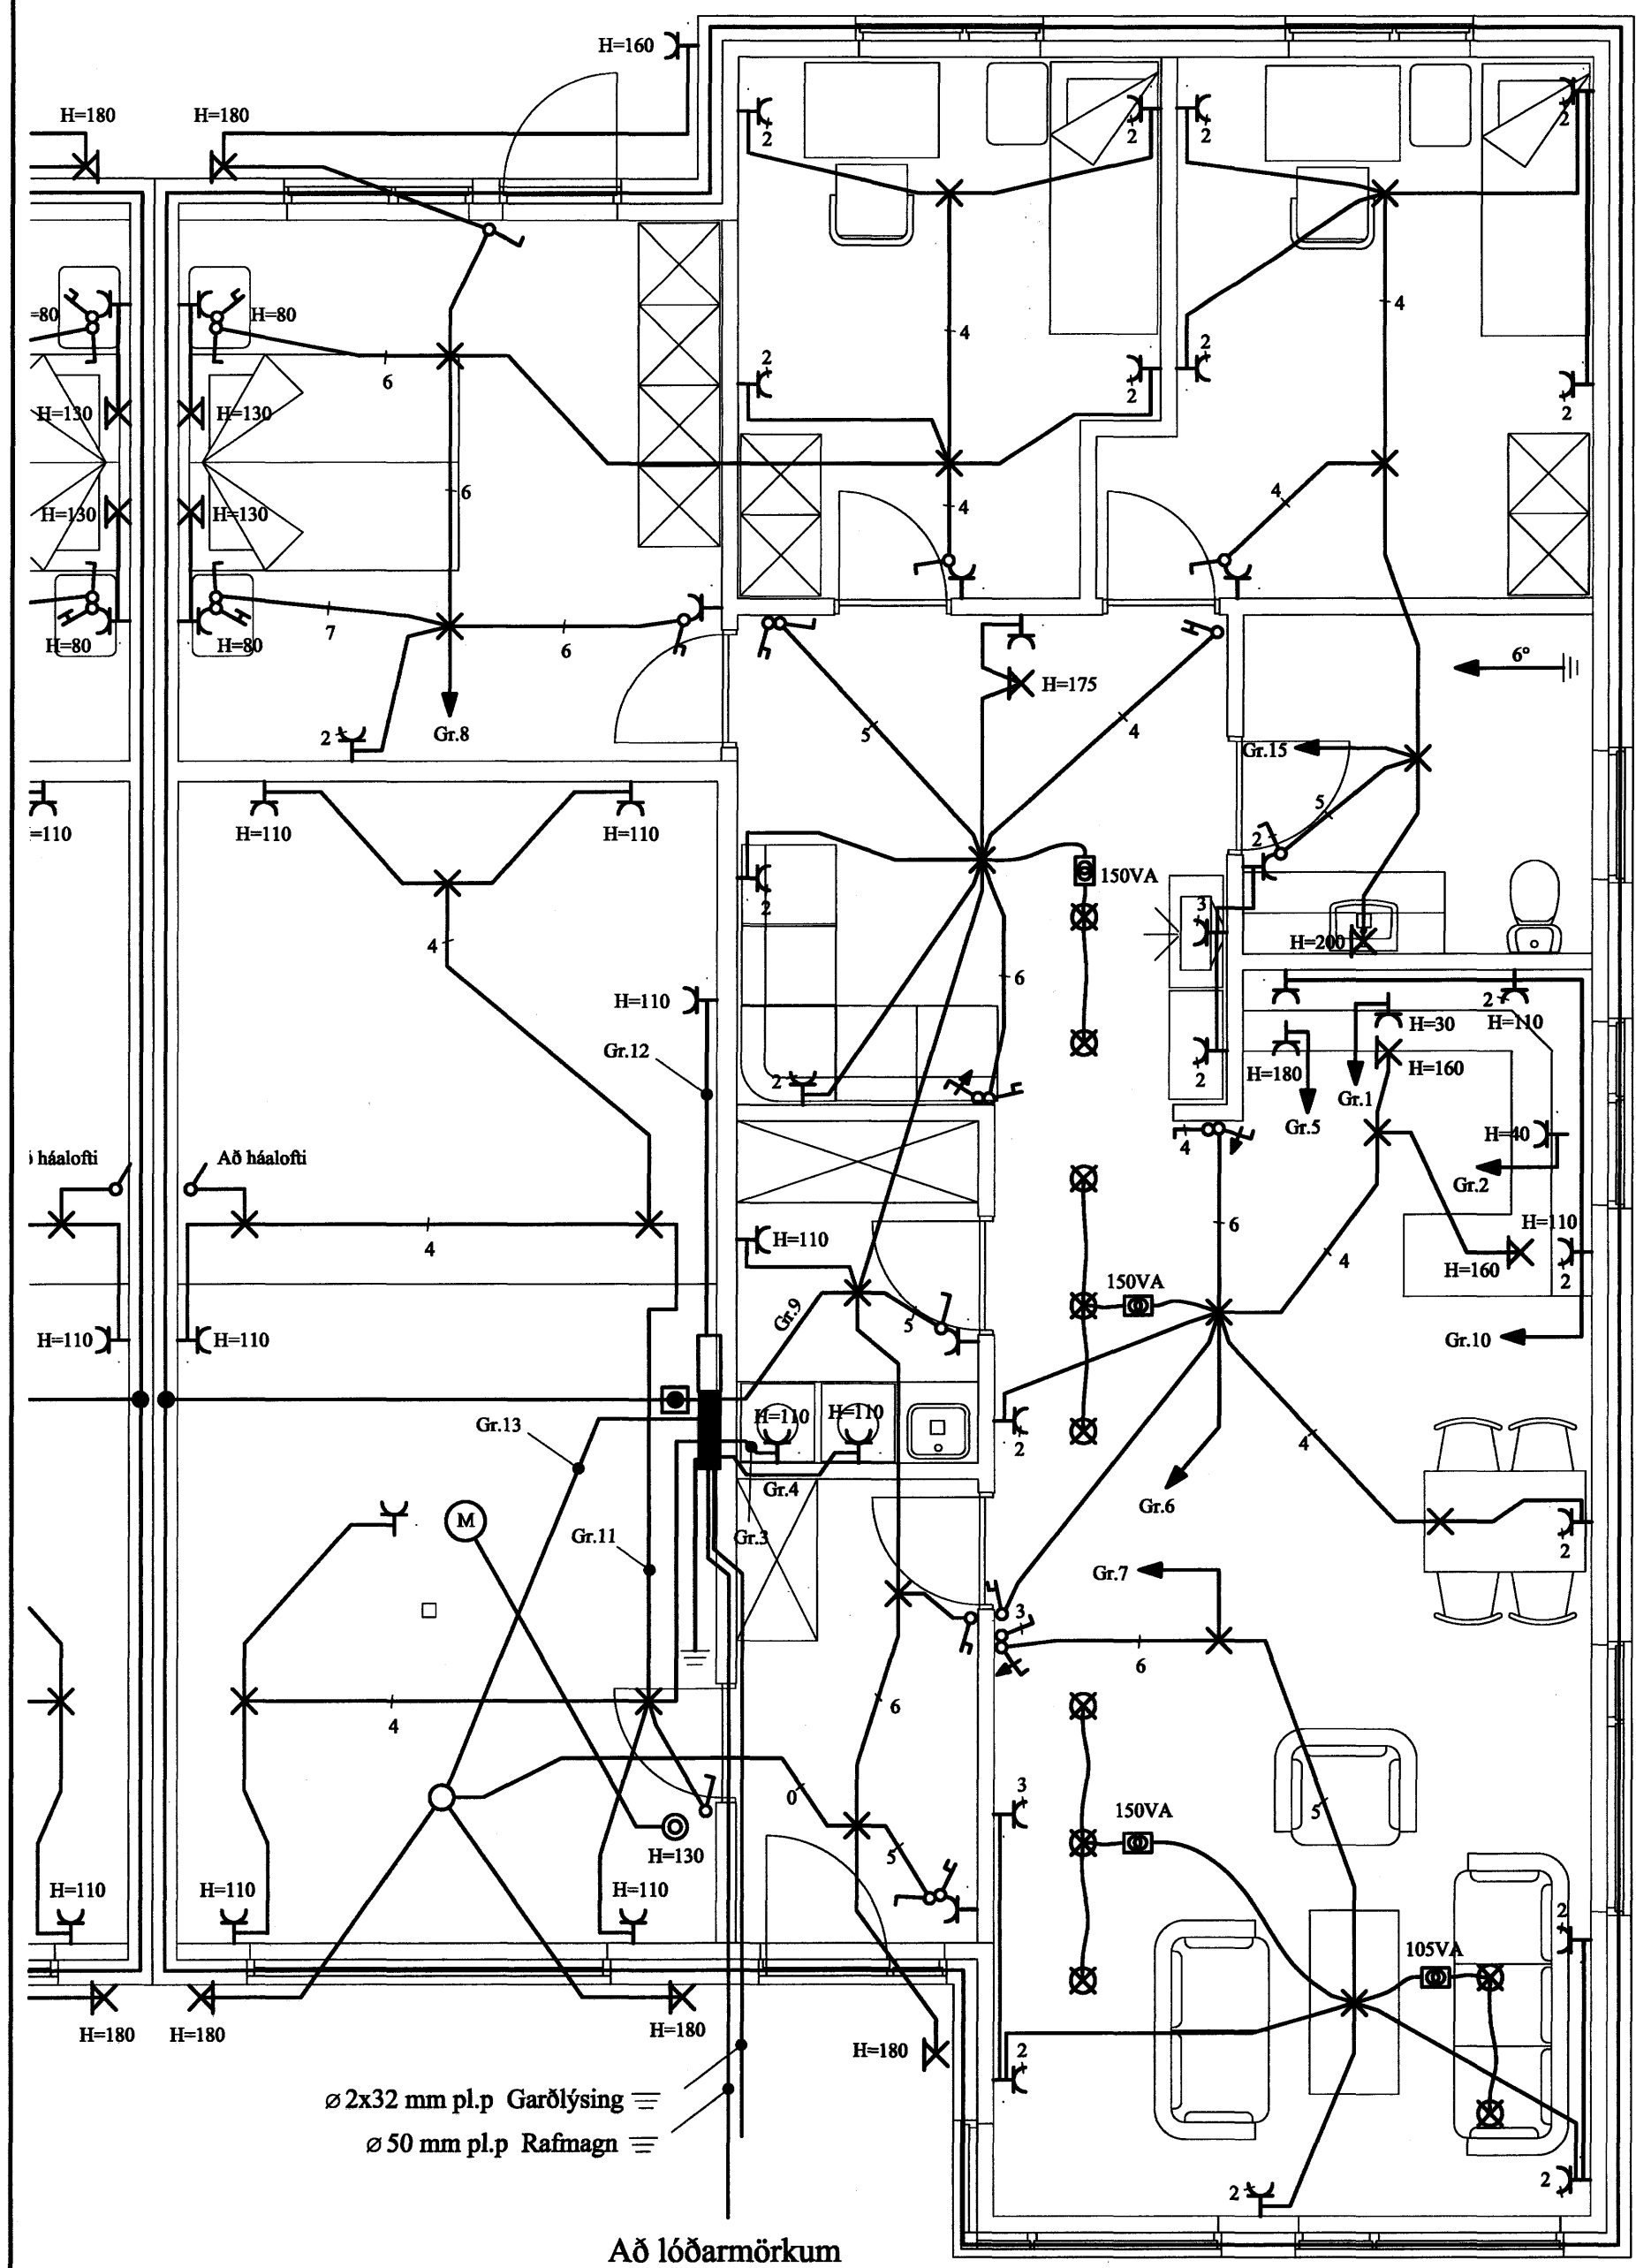 H=160
H=180
H=180
2
2
2
2
=80
H=80
4
4
6
2
2
2
2
H=130
H=130
6
4
H=130
H=130
4
7
6
H=80
H=80
6°
H=175
5
4
2
Gr.8
Gr.15
5
=110
H=110
H=110
2
150VA
2
3
4
H=200
6
H=110
2
H=30
H=110
Gr.12
H=180
H=160
2
2
Gr.1
Gr.5
4
H=40
ð háalofti
Að háalofti
Gr.2
6
H=110
4
H=110
4
H=160
2
150VA
Gr.9
5
H=110
H=110
Gr.10
H=110
H=110
Gr.13
2
4
Gr.4
Gr.6
M
Gr.11
Gr.3
2
Gr.7
3
6
4
6
0
3
150VA
5
H=130
5
H=110
H=110
H=110
2
105VA
H=180
H=180
H=180
H=180
2
ø 2x32 mm pl.p Garðlýsing
ø 50 mm pl.p Rafmagn
2
2
Að lóðarmörkum